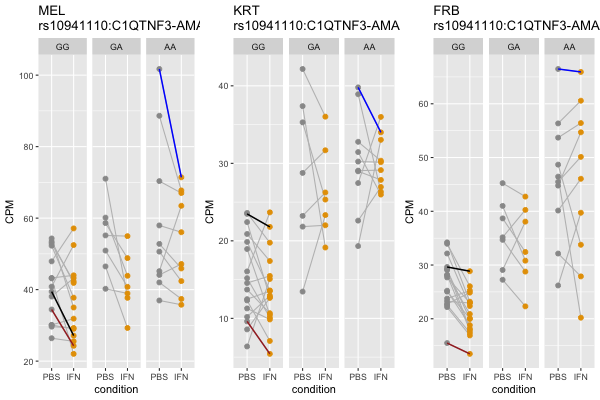 MEL
rs10941110:C1QTNF3-AMA
GG GA AA
CPM
100
80
60
40
20
PBS IFN PBS IFN PBS IFN
condition
KRT
rs10941110:C1QTNF3-AMA
GG GA AA
CPM
40
30
20
10
PBS IFN PBS IFN PBS IFN
condition
FRB
rs10941110:C1QTNF3-AMA
GG GA AA
CPM
60
50
40
30
20
PBS IFN PBS IFN PBS IFN
condition